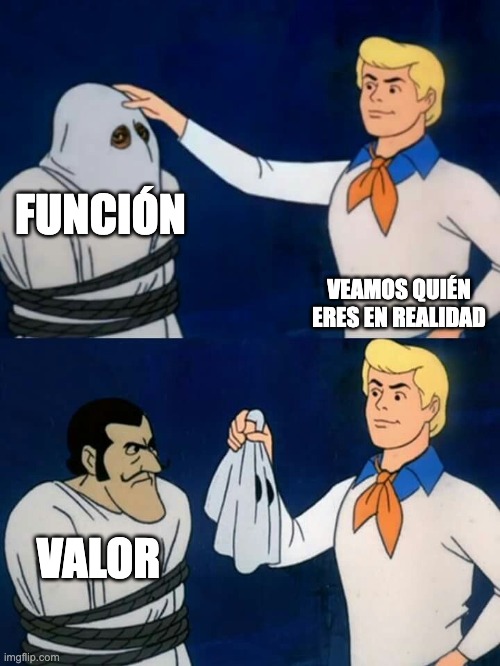 FUNCIÓN
VEAMOS QUIÉN
ERES EN REALIDAD
VALOR
imgflip.com